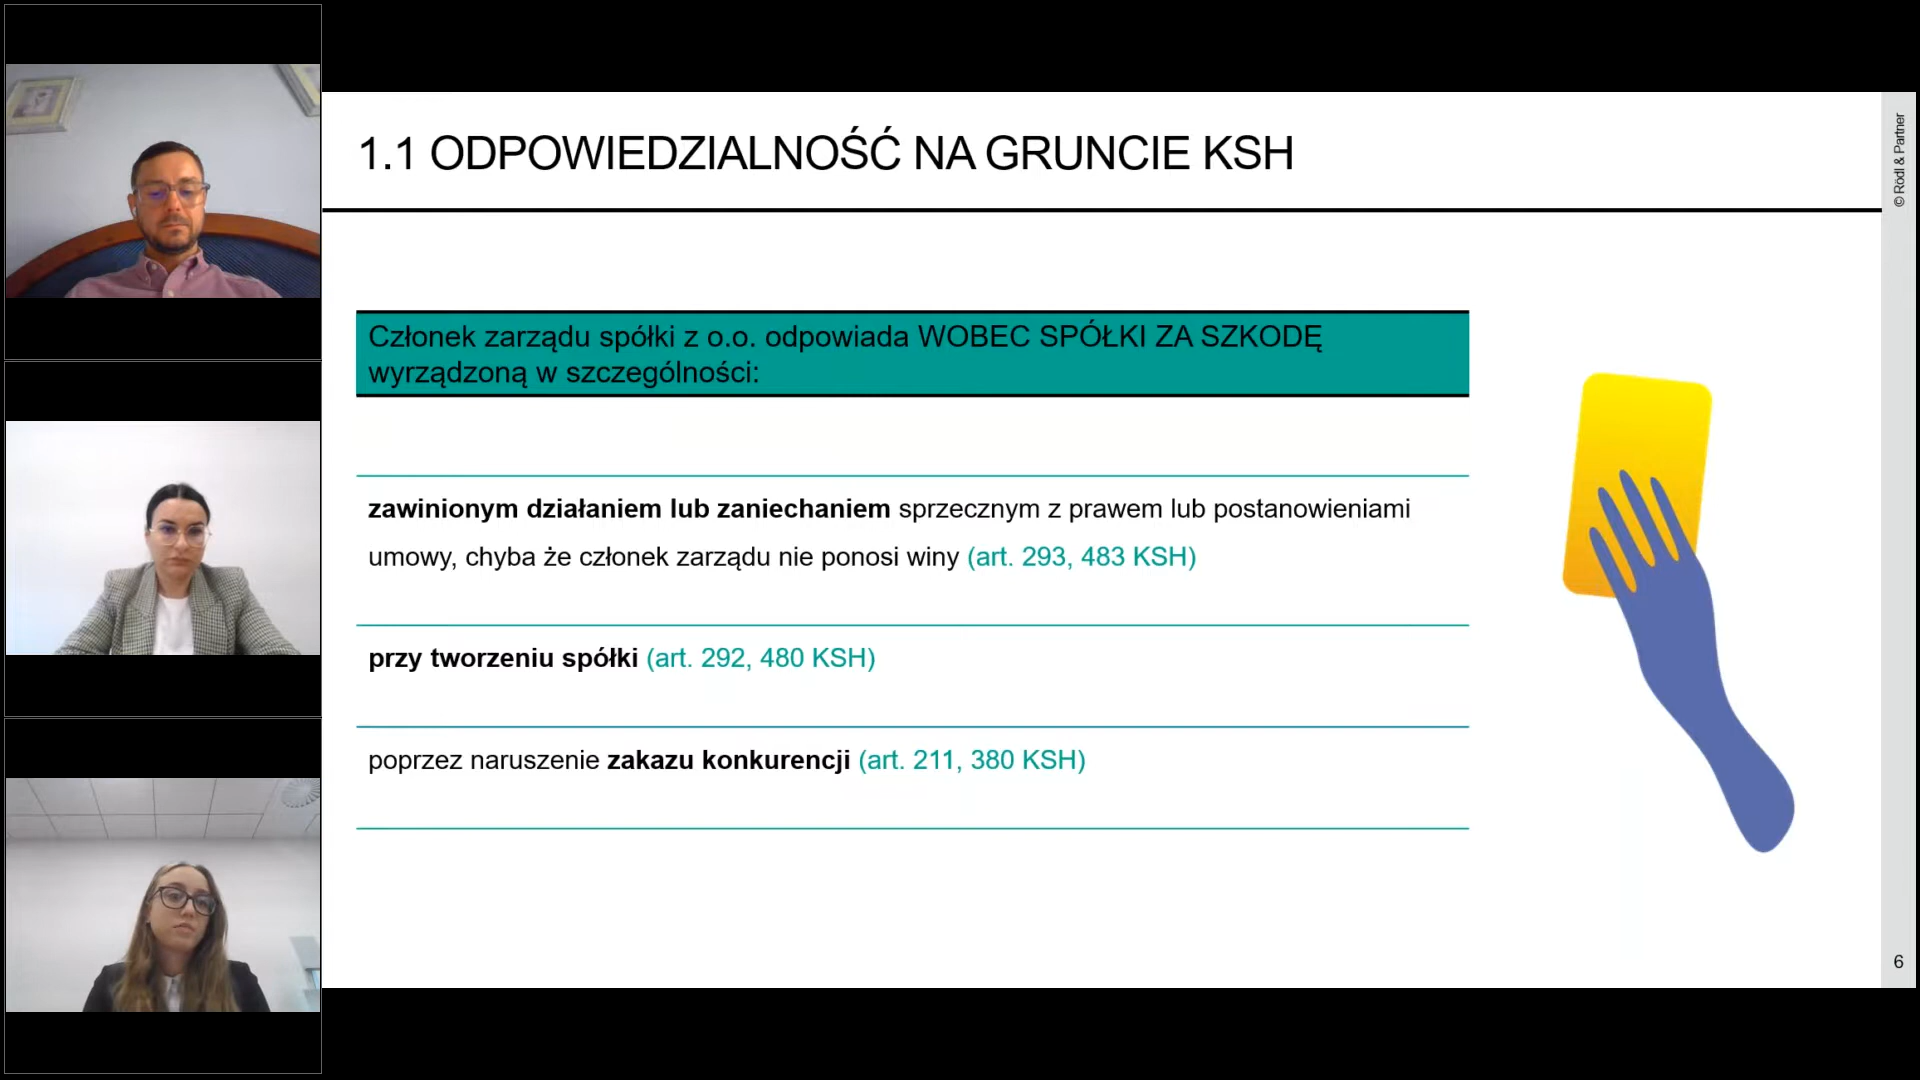 1.1 ODPOWIEDZIALNOŚĆ NA GRUNCIE KSH
© Rödl & Partner
Członek zarządu spółki z o.o. odpowiada WOBEC SPÓŁKI ZA SZKODĘ
wyrządzoną w szczególności:
zawinionym działaniem lub zaniechaniem sprzecznym z prawem lub postanowieniami
umowy, chyba że członek zarządu nie ponosi winy (art. 293, 483 KSH)
przy tworzeniu spółki (art. 292, 480 KSH)
poprzez naruszenie zakazu konkurencji (art. 211, 380 KSH)
6